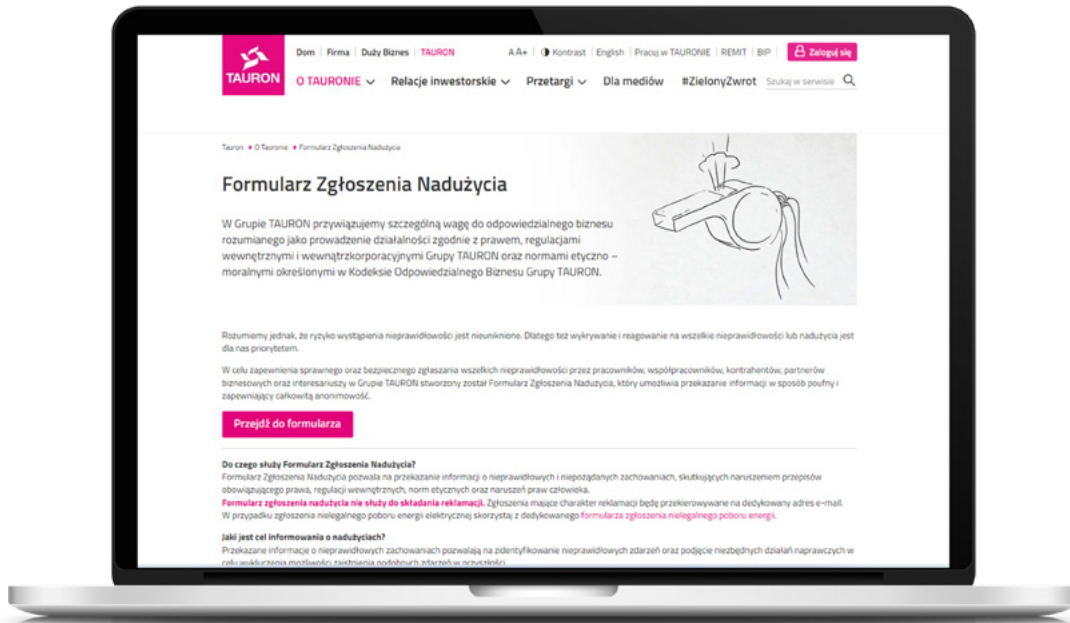 Dom | Firma | Duży Biznes | TAURON
A A+ | Kontrast | English | Pracuj w TAURONIE | REMIT | BIP | Zaloguj się
TAURON
O TAURONIE Relacje inwestorskie Przetargi Dla mediów #ZielonyZwrot Szukaj w serwisie
Tauron O Tauronie Formularz Zgłoszenia Nadużycia
Formularz Zgłoszenia Nadużycia
W Grupie TAURON przywiązujemy szczególną wagę do odpowiedzialnego biznesu
rozumianego jako prowadzenie działalności zgodnie z prawem, regulacjami
wewnętrznymi i wewnątrzkorporacyjnymi Grupy TAURON oraz normami etyczno –
moralnymi określonymi w Kodeksie Odpowiedzialnego Biznesu Grupy TAURON.
Rozumiemy jednak, że ryzyko wystąpienia nieprawidłowości jest nieuniknione. Dlatego też wykrywanie i reagowanie na wszelkie nieprawidłowości lub nadużycia jest
dla nas priorytetem.
W celu zapewnienia sprawnego oraz bezpiecznego zgłaszania wszelkich nieprawidłowości przez pracowników, współpracowników, kontrahentów, partnerów
biznesowych oraz interesariuszy w Grupie TAURON stworzony został Formularz Zgłoszenia Nadużycia, który umożliwia przekazanie informacji w sposób poufny i
zapewniający całkowitą anonimowość.
Przejdź do formularza
Do czego służy Formularz Zgłoszenia Nadużycia?
Formularz Zgłoszenia Nadużycia pozwala na przekazanie informacji o nieprawidłowych i niepożądanych zachowaniach, skutkujących naruszeniem przepisów
obowiązującego prawa, regulacji wewnętrznych, norm etycznych oraz naruszeń praw człowieka.
Formularz zgłoszenia nadużycia nie służy do składania reklamacji. Zgłoszenia mające charakter reklamacji będę przekierowywane na dedykowany adres e-mail.
W przypadku zgłoszenia nielegalnego poboru energii elektrycznej skorzystaj z dedykowanego formularza zgłoszenia nielegalnego poboru energii.
Jaki jest cel informowania o nadużyciach?
Przekazane informacje o nieprawidłowych zachowaniach pozwalają na zidentyfikowanie nieprawidłowych zdarzeń oraz podjęcie niezbędnych działań naprawczych w
celu wykluczenia możliwości zaistnienia podobnych zdarzeń w przyszłości.